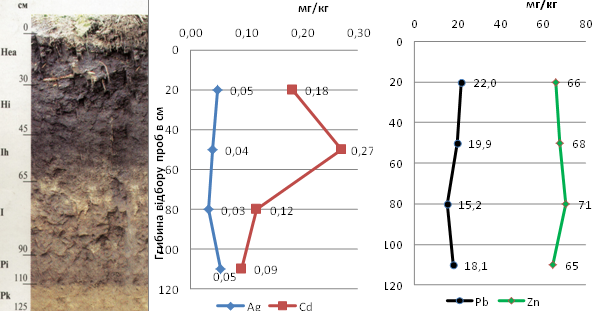 см
0
Hea
30
Hi
45
Ih
65
I
90
Pi
110
Pk
125
мг/кг
0,00 0,10 0,20 0,30
Глибина відбору проб в см
0
20
40
60
80
100
120
0,05 0,18
0,04 0,27
0,03 0,12
0,05 0,09
Ag Cd
мг/кг
0 20 40 60 80
0
20
40
60
80
100
120
22,0 66
19,9 68
15,2 71
18,1 65
Pb Zn